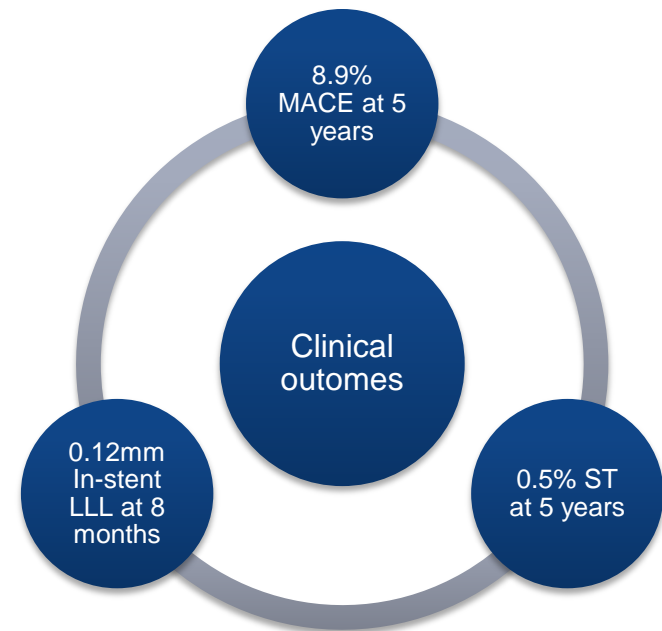 8.9%
MACE at 5
years
Clinical
outomes
0.12mm
In-stent
LLL at 8
months
0.5% ST
at 5 years